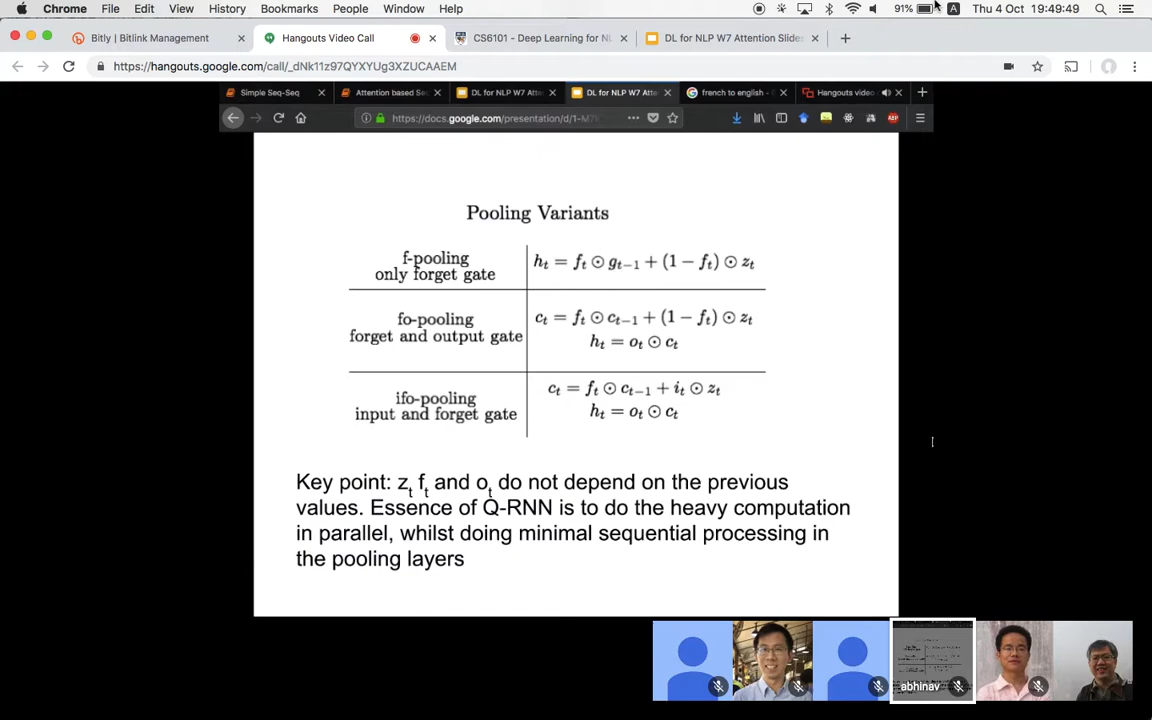 Chrome File Edit View History Bookmarks People Window Help 91% A Thu 4 Oct 19:49:49
Bitly | Bitlink Management Hangouts Video Call CS6101 - Deep Learning for NL DL for NLP W7 Attention Slides
https://hangouts.google.com/call/_dNk11z97QYXYUg3XZUCAAEM
Simple Seq-Seq Attention based Se DL for NLP W7 Atten DL for NLP W7 Atte french to english - Hangouts video
https://docs.google.com/presentation/d/1-M7 ABP
Pooling Variants
f-pooling
only forget gate
hₜ = fₜ ⊙ gₜ₋₁ + (1 − fₜ) ⊙ zₜ
fo-pooling
forget and output gate
cₜ = fₜ ⊙ cₜ₋₁ + (1 − fₜ) ⊙ zₜ
hₜ = oₜ ⊙ cₜ
ifo-pooling
input and forget gate
cₜ = fₜ ⊙ cₜ₋₁ + iₜ ⊙ zₜ
hₜ = oₜ ⊙ cₜ
Key point: zₜ fₜ and oₜ do not depend on the previous
values. Essence of Q-RNN is to do the heavy computation
in parallel, whilst doing minimal sequential processing in
the pooling layers
abhinav